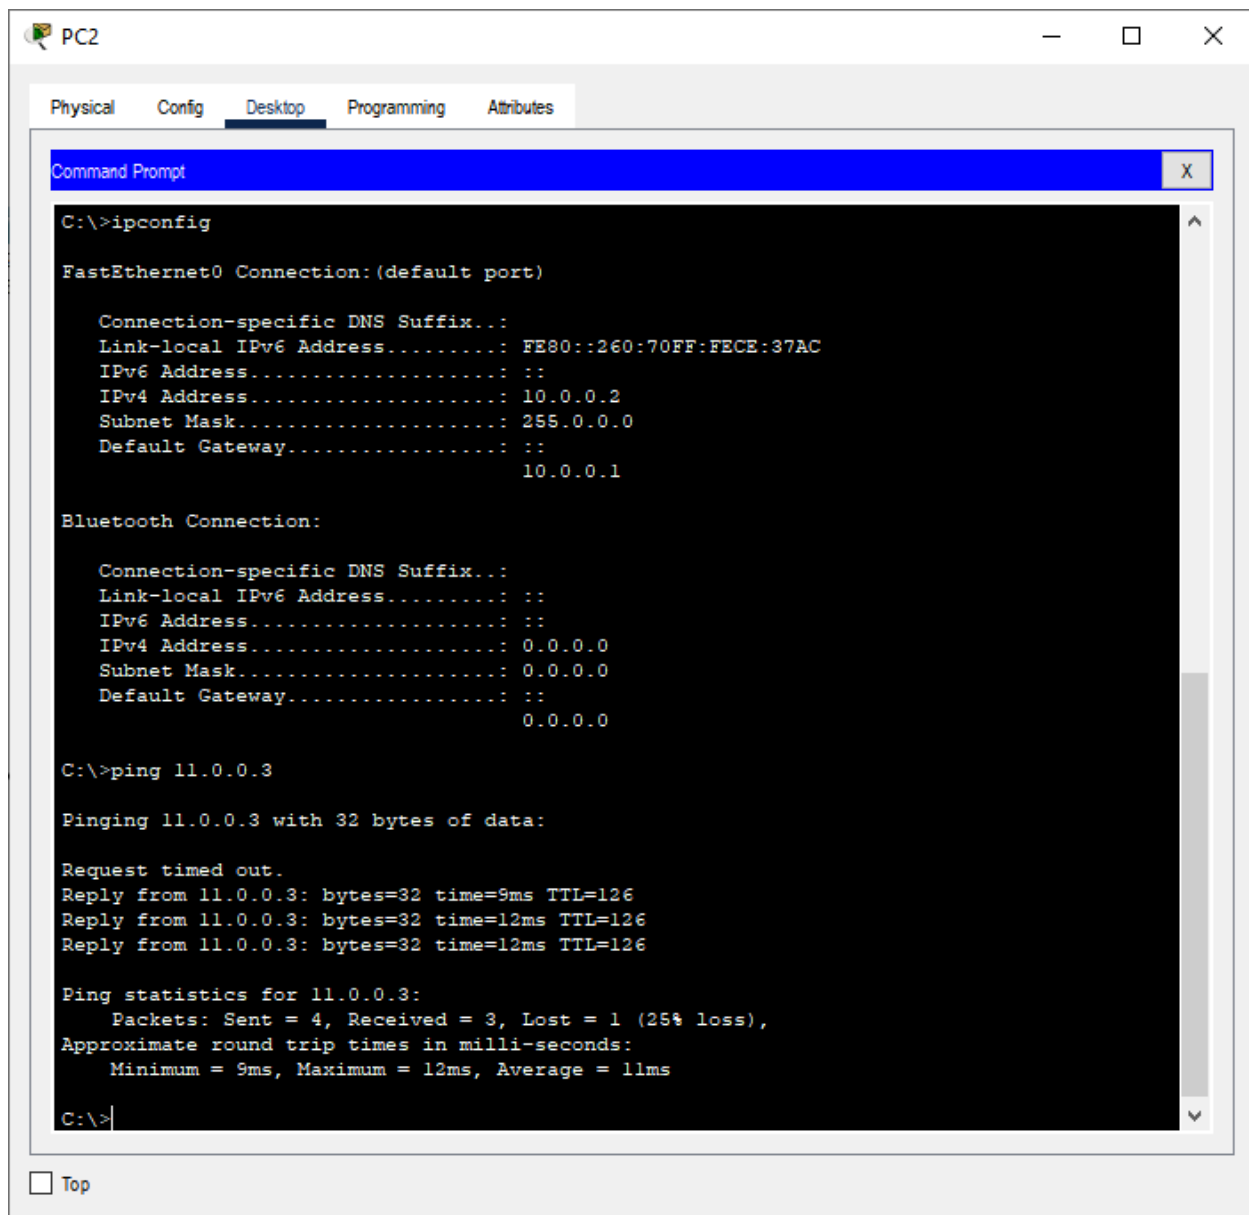 PC2
Physical Config Desktop Programming Attributes
Command Prompt X
C:\>ipconfig
FastEthernet0 Connection:(default port)
Connection-specific DNS Suffix..:
Link-local IPv6 Address.........: FE80::260:70FF:FECE:37AC
IPv6 Address....................: ::
IPv4 Address....................: 10.0.0.2
Subnet Mask.....................: 255.0.0.0
Default Gateway.................: ::
10.0.0.1
Bluetooth Connection:
Connection-specific DNS Suffix..:
Link-local IPv6 Address.........: ::
IPv6 Address....................: ::
IPv4 Address....................: 0.0.0.0
Subnet Mask.....................: 0.0.0.0
Default Gateway.................: ::
0.0.0.0
C:\>ping 11.0.0.3
Pinging 11.0.0.3 with 32 bytes of data:
Request timed out.
Reply from 11.0.0.3: bytes=32 time=9ms TTL=126
Reply from 11.0.0.3: bytes=32 time=12ms TTL=126
Reply from 11.0.0.3: bytes=32 time=12ms TTL=126
Ping statistics for 11.0.0.3:
Packets: Sent = 4, Received = 3, Lost = 1 (25% loss),
Approximate round trip times in milli-seconds:
Minimum = 9ms, Maximum = 12ms, Average = 11ms
C:\>
Top